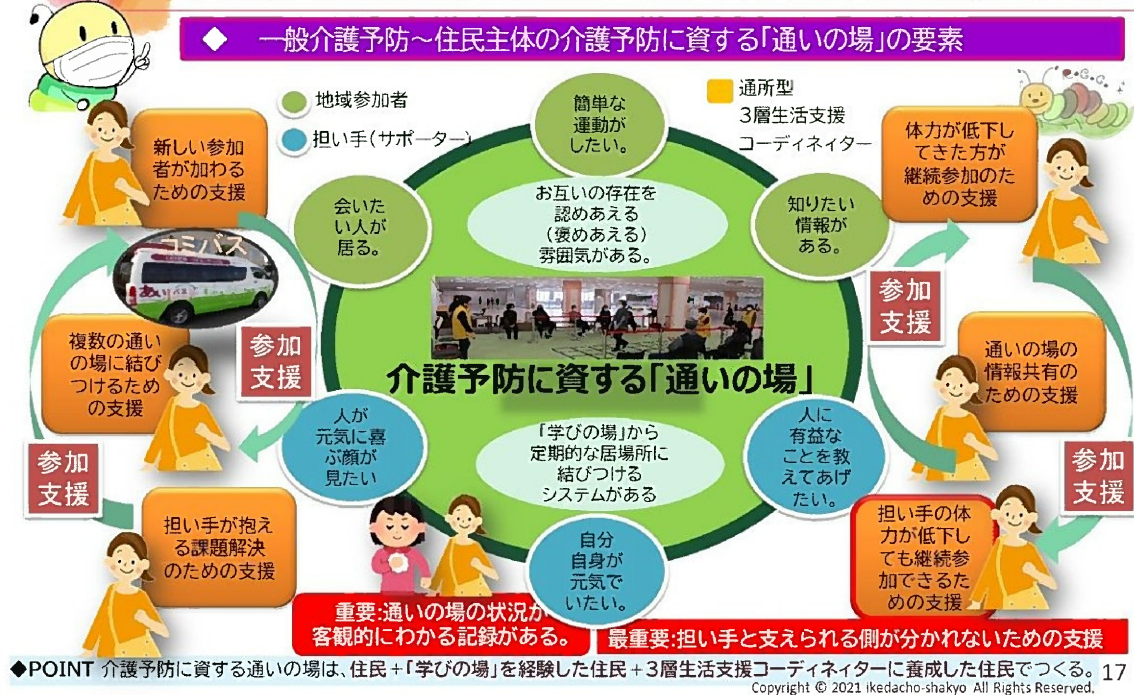 ◆ 一般介護予防～住民主体の介護予防に資する「通いの場」の要素
地域参加者
担い手(サポーター)
通所型
3層生活支援
コーディネィター
簡単な
運動が
したい。
会いた
い人が
居る。
知りたい
情報が
ある。
お互いの存在を
認めあえる
(褒めあえる)
雰囲気がある。
介護予防に資する「通いの場」
「学びの場」から
定期的な居場所に
結びつける
システムがある
人が
元気に喜
ぶ顔が
見たい
人に
有益な
ことを教
えてあげ
たい。
自分
自身が
元気で
いたい。
新しい参加
者が加わる
ための支援
コミバス
参加
支援
複数の通い
の場に結び
つけるため
の支援
参加
支援
担い手が抱え
る課題解決
のための支援
体力が低下し
てきた方が
継続参加のた
めの支援
参加
支援
通いの場の
情報共有の
ための支援
参加
支援
担い手の体
力が低下し
ても継続参
加できるた
めの支援
重要:通いの場の状況が
客観的にわかる記録がある。
最重要:担い手と支えられる側が分かれないための支援
◆POINT 介護予防に資する通いの場は、住民+「学びの場」を経験した住民+3層生活支援コーディネィターに養成した住民でつくる。
17
Copyright © 2021 ikedacho-shakyo All Rights Reserved.